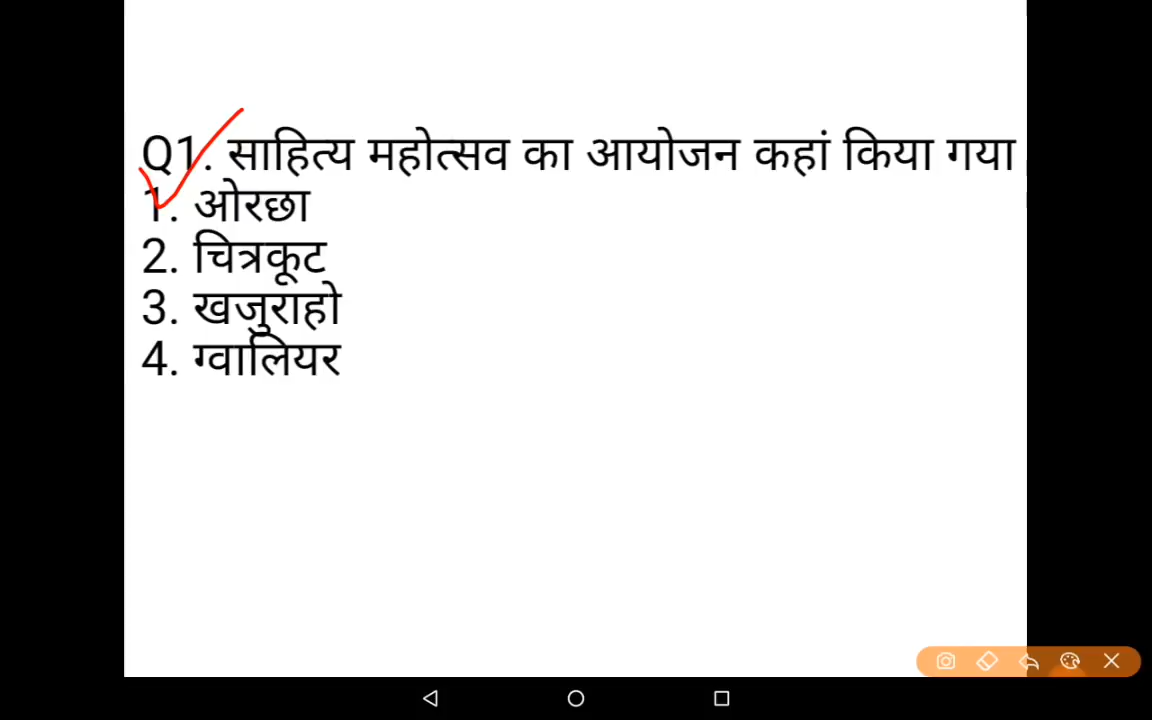 Q1. साहित्य महोत्सव का आयोजन कहां किया गया
1. ओरछा
2. चित्रकूट
3. खजुराहो
4. ग्वालियर